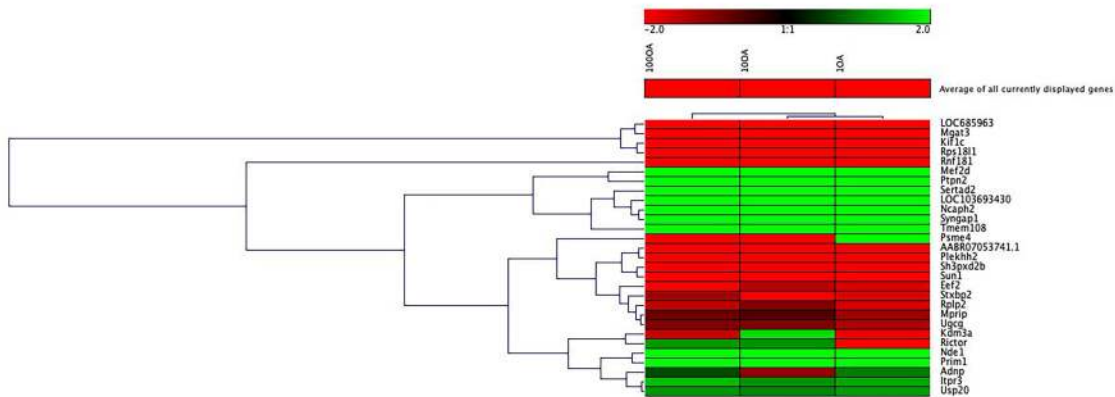 -2.0 1:1 2.0
100OA 10OA 1OA
Average of all currently displayed genes
LOC685963
Mgat3
Kif1c
Rps18l1
Rnf181
Mef2d
Ptpn2
Sertad2
LOC103693430
Ncaph2
Syngap1
Tmem108
Psme4
AABR07053741.1
Plekhh2
Sh3pxd2b
Sun1
Eef2
Stxbp2
Rplp2
Mprip
Ugcg
Kdm3a
Rictor
Nde1
Prim1
Adnp
Itpr3
Usp20